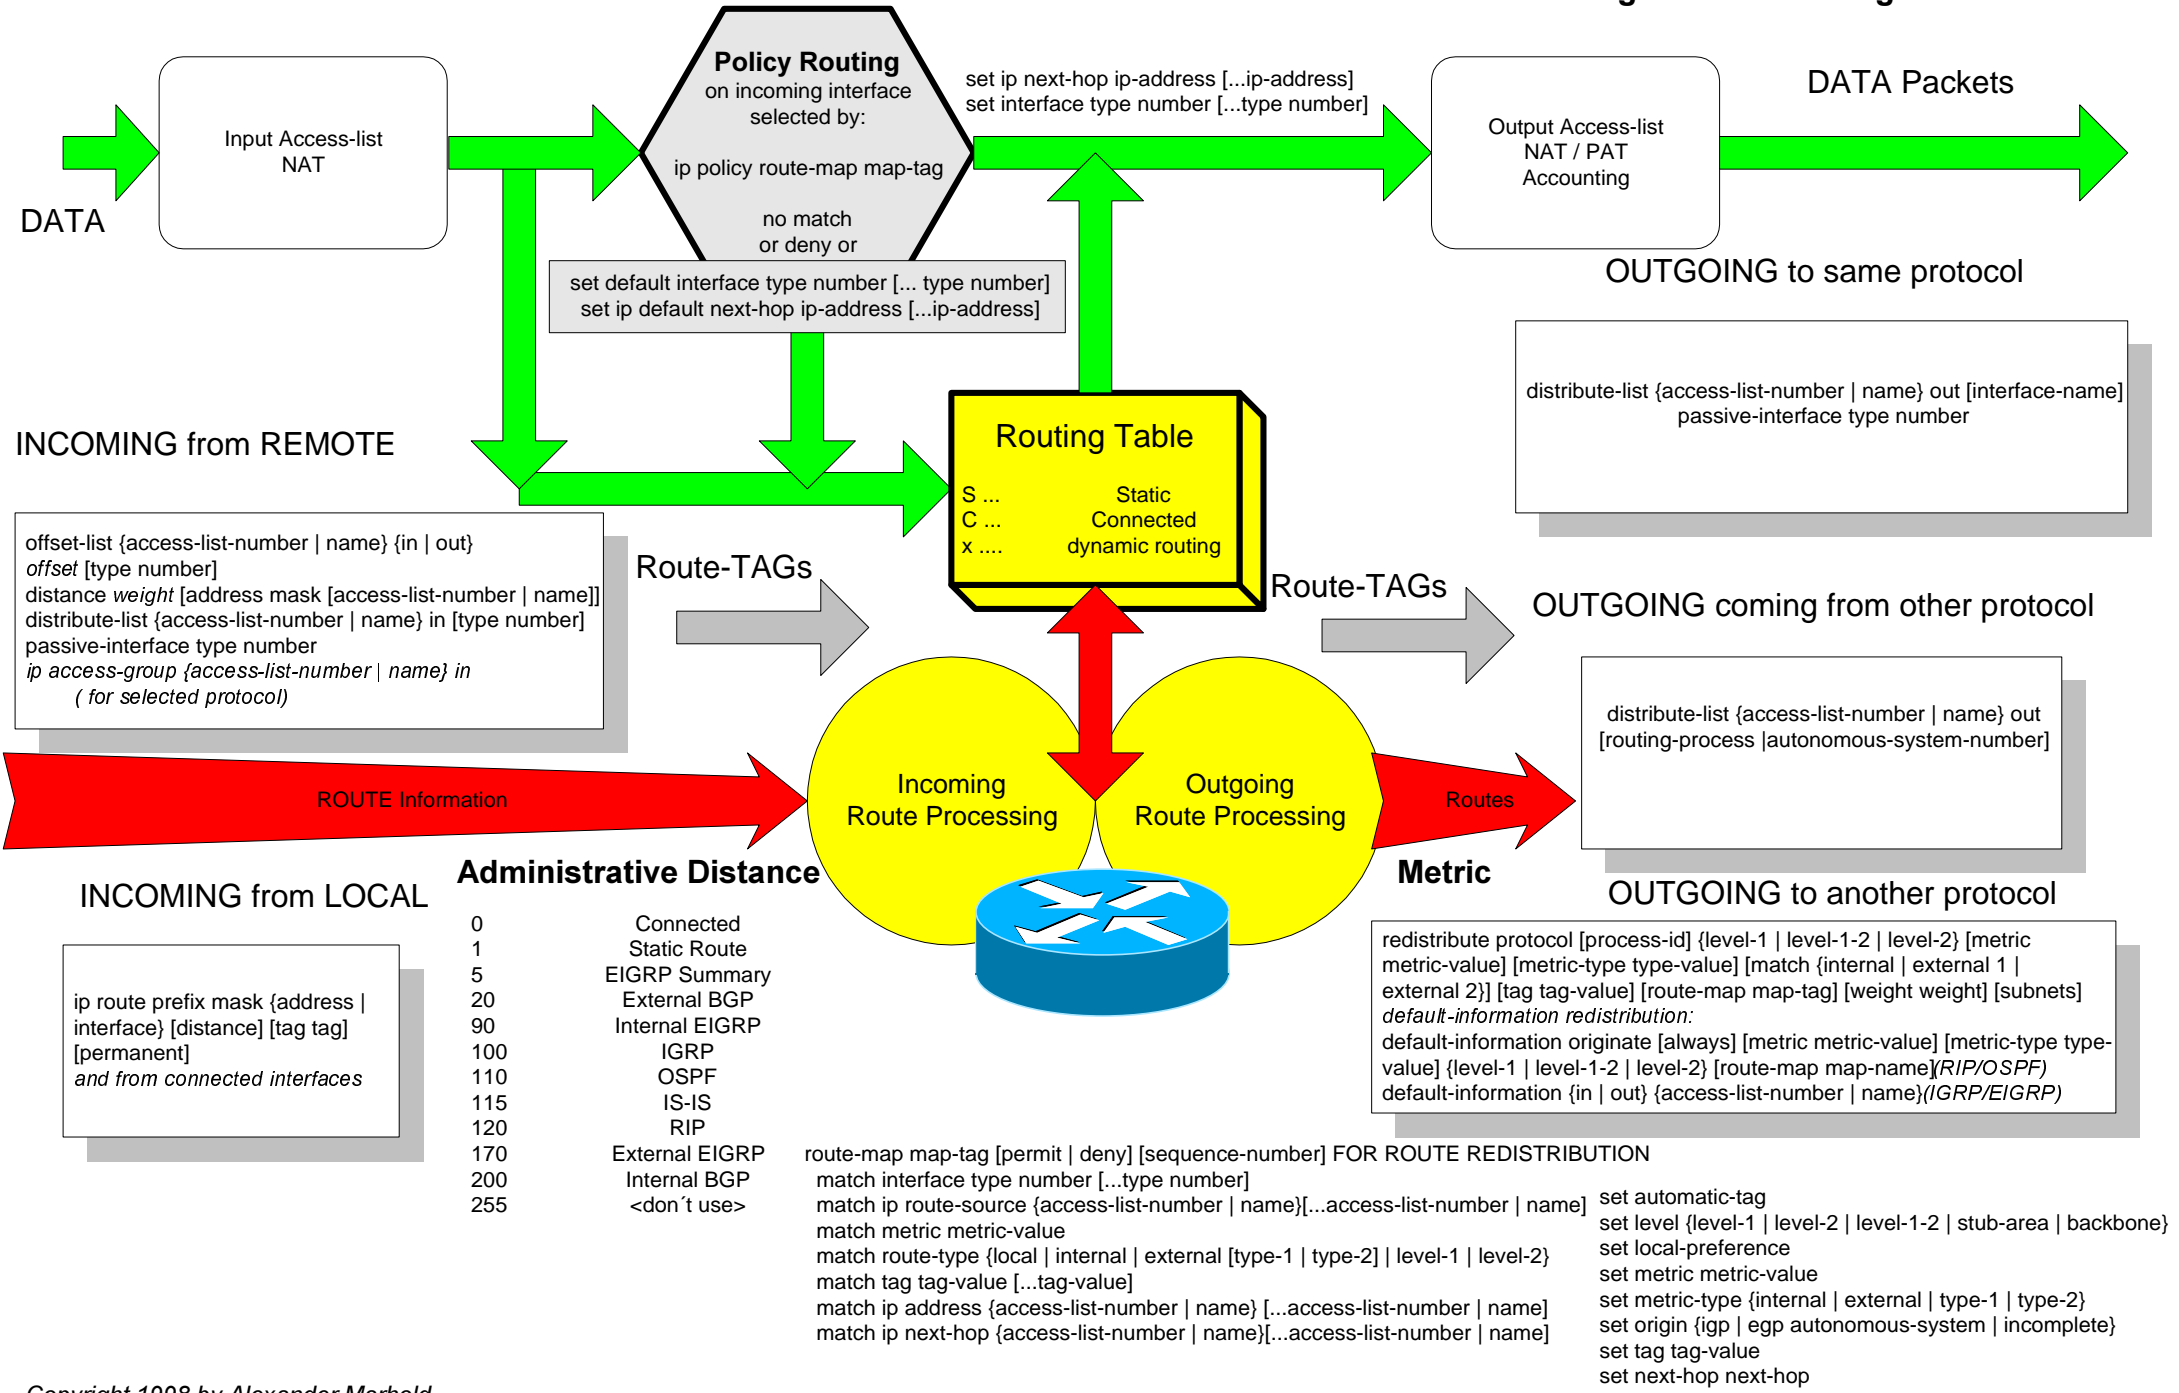 Policy Routing
on incoming interface
selected by:
ip policy route-map map-tag
no match
or deny or
set default interface type number [... type number]
set ip default next-hop ip-address [...ip-address]
set ip next-hop ip-address [...ip-address]
set interface type number [...type number]
Input Access-list
NAT
DATA
Output Access-list
NAT / PAT
Accounting
DATA Packets
OUTGOING to same protocol
distribute-list {access-list-number | name} out [interface-name]
passive-interface type number
INCOMING from REMOTE
offset-list {access-list-number | name} {in | out}
offset [type number]
distance weight [address mask [access-list-number | name]]
distribute-list {access-list-number | name} in [type number]
passive-interface type number
ip access-group {access-list-number | name} in
( for selected protocol)
Routing Table
S ... Static
C ... Connected
x .... dynamic routing
Route-TAGs
Route-TAGs
OUTGOING coming from other protocol
distribute-list {access-list-number | name} out
[routing-process |autonomous-system-number]
ROUTE Information
Incoming
Route Processing
Outgoing
Route Processing
Routes
INCOMING from LOCAL
ip route prefix mask {address |
interface} [distance] [tag tag]
[permanent]
and from connected interfaces
Administrative Distance
0 Connected
1 Static Route
5 EIGRP Summary
20 External BGP
90 Internal EIGRP
100 IGRP
110 OSPF
115 IS-IS
120 RIP
170 External EIGRP
200 Internal BGP
255 <don´t use>
Metric
OUTGOING to another protocol
redistribute protocol [process-id] {level-1 | level-1-2 | level-2} [metric
metric-value] [metric-type type-value] [match {internal | external 1 |
external 2}] [tag tag-value] [route-map map-tag] [weight weight] [subnets]
default-information redistribution:
default-information originate [always] [metric metric-value] [metric-type type-
value] {level-1 | level-1-2 | level-2} [route-map map-name](RIP/OSPF)
default-information {in | out} {access-list-number | name}(IGRP/EIGRP)
route-map map-tag [permit | deny] [sequence-number] FOR ROUTE REDISTRIBUTION
match interface type number [...type number]
match ip route-source {access-list-number | name}[...access-list-number | name]
match metric metric-value
match route-type {local | internal | external [type-1 | type-2] | level-1 | level-2}
match tag tag-value [...tag-value]
match ip address {access-list-number | name} [...access-list-number | name]
match ip next-hop {access-list-number | name}[...access-list-number | name]
set automatic-tag
set level {level-1 | level-2 | level-1-2 | stub-area | backbone}
set local-preference
set metric metric-value
set metric-type {internal | external | type-1 | type-2}
set origin {igp | egp autonomous-system | incomplete}
set tag tag-value
set next-hop next-hop
Copyright 1998 by Alexander Marhold